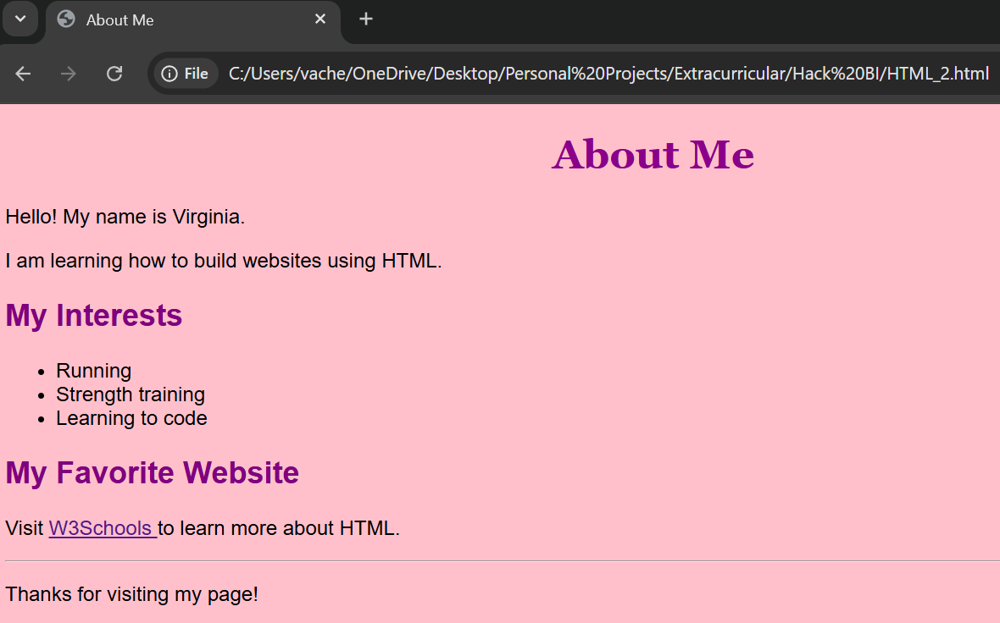 About Me
File C:/Users/vache/OneDrive/Desktop/Personal%20Projects/Extracurricular/Hack%20BI/HTML_2.html
About Me
Hello! My name is Virginia.
I am learning how to build websites using HTML.
My Interests
• Running
• Strength training
• Learning to code
My Favorite Website
Visit W3Schools to learn more about HTML.
Thanks for visiting my page!